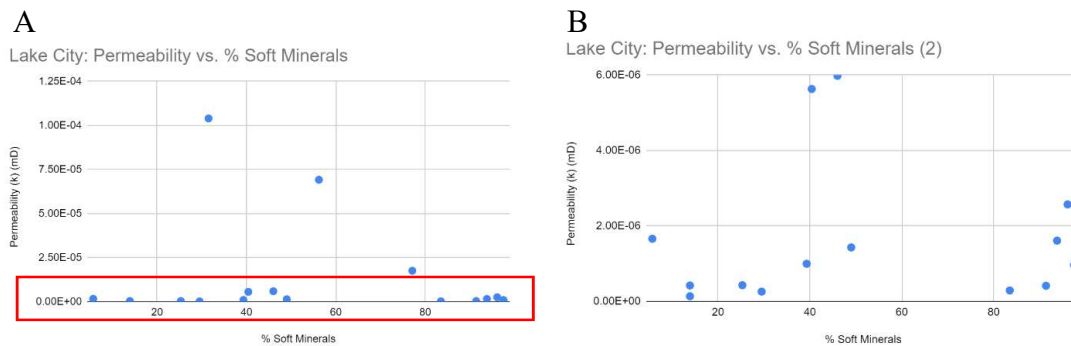 A
Lake City: Permeability vs. % Soft Minerals
1.25E-04
1.00E-04
7.50E-05
5.00E-05
2.50E-05
0.00E+00
Permeability (k) (mD)
20
40
60
80
% Soft Minerals
B
Lake City: Permeability vs. % Soft Minerals (2)
6.00E-06
4.00E-06
2.00E-06
0.00E+00
Permeability (k) (mD)
20
40
60
80
% Soft Minerals